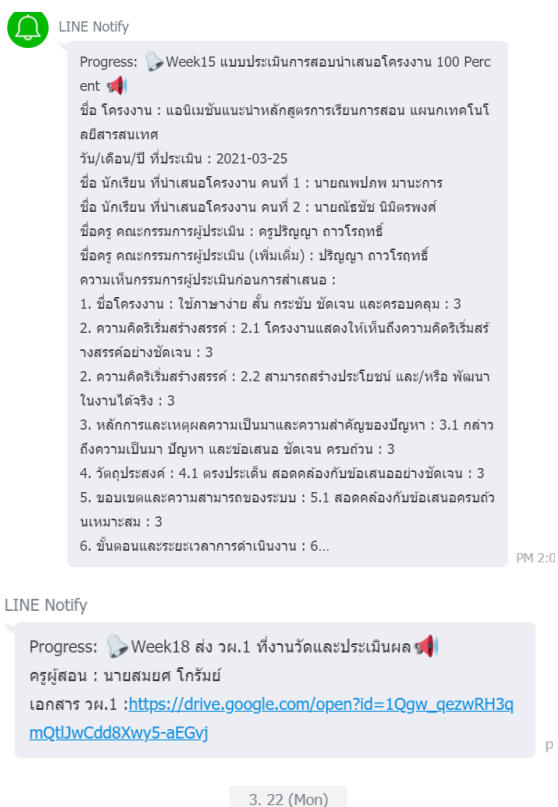 LINE Notify
Progress: Week15 แบบประเมินการสอบนำเสนอโครงงาน 100 Perc
ent
ชื่อ โครงงาน : แอนิเมชันแนะนำหลักสูตรการเรียนการสอน แผนกเทคโนโ
ลยีสารสนเทศ
วัน/เดือน/ปี ที่ประเมิน : 2021-03-25
ชื่อ นักเรียน ที่นำเสนอโครงงาน คนที่ 1 : นายณพปภพ มานะการ
ชื่อ นักเรียน ที่นำเสนอโครงงาน คนที่ 2 : นายณัธชัช นิมิตรพงศ์
ชื่อครู คณะกรรมการผู้ประเมิน : ครูปริญญา ถาวโรฤทธิ์
ชื่อครู คณะกรรมการผู้ประเมิน (เพิ่มเติ่ม) : ปริญญา ถาวโรฤทธิ์
ความเห็นกรรมการผู้ประเมินก่อนการสำเสนอ :
1. ชื่อโครงงาน : ใช้ภาษาง่าย สั้น กระชับ ชัดเจน และครอบคลุม : 3
2. ความคิดริเริ่มสร้างสรรค์ : 2.1 โครงงานแสดงให้เห็นถึงความคิดริเริ่มสร้
างสรรค์อย่างชัดเจน : 3
2. ความคิดริเริ่มสร้างสรรค์ : 2.2 สามารถสร้างประโยชน์ และ/หรือ พัฒนา
ในงานได้จริง : 3
3. หลักการและเหตุผลความเป็นมาและความสำคัญของปัญหา : 3.1 กล่าว
ถึงความเป็นมา ปัญหา และข้อเสนอ ชัดเจน ครบถ้วน : 3
4. วัตถุประสงค์ : 4.1 ตรงประเด็น สอดคล้องกับข้อเสนออย่างชัดเจน : 3
5. ขอบเขตและความสามารถของระบบ : 5.1 สอดคล้องกับข้อเสนอครบถ้ว
นเหมาะสม : 3
6. ขั้นตอนและระยะเวลาการดำเนินงาน : 6...
PM 2:0
LINE Notify
Progress: Week18 ส่ง วผ.1 ที่งานวัดและประเมินผล
ครูผู้สอน : นายสมยศ โกรัมย์
เอกสาร วผ.1 :https://drive.google.com/open?id=1Qgw_qezwRH3q
mQtlJwCdd8Xwy5-aEGvj
3. 22 (Mon)